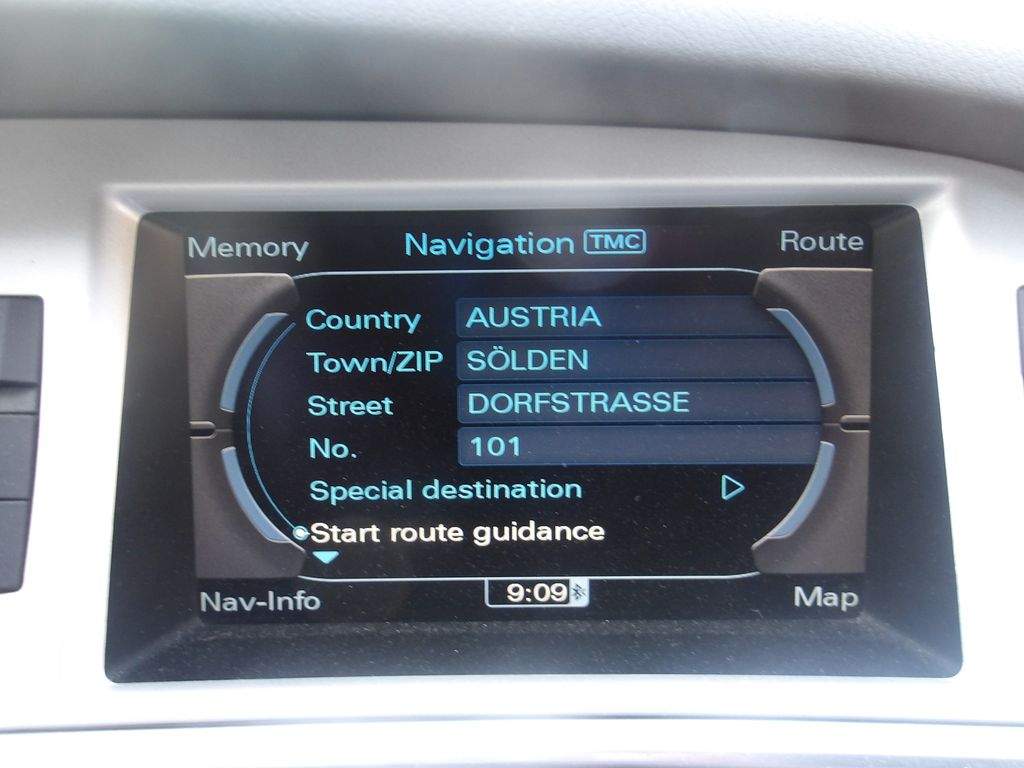 Memory Navigation TMC Route
Country AUSTRIA
Town/ZIP SÖLDEN
Street DORFSTRASSE
No. 101
Special destination
Start route guidance
Nav-Info 9:09 Map